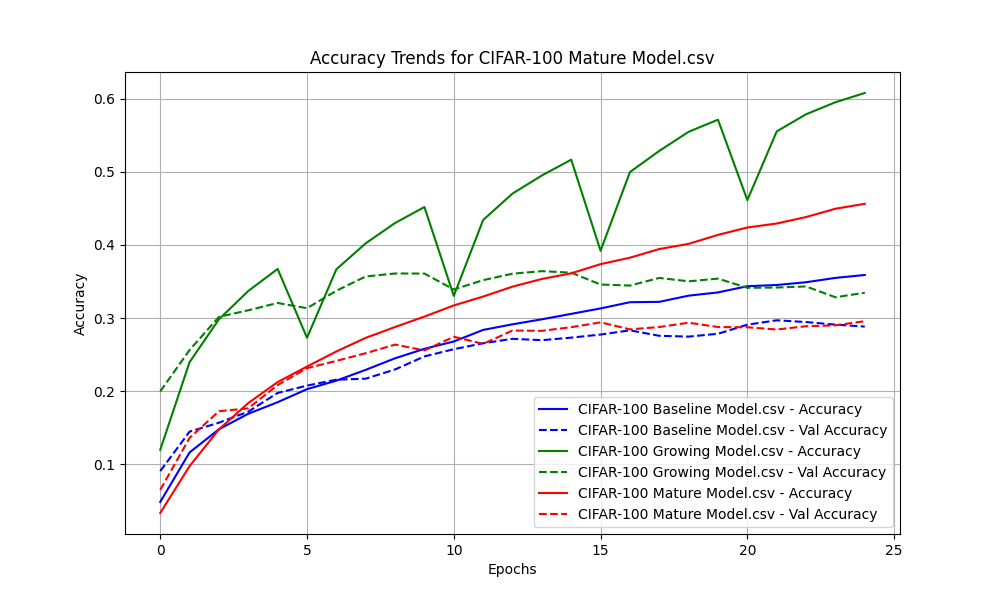 Accuracy Trends for CIFAR-100 Mature Model.csv
Accuracy
0.6
0.5
0.4
0.3
0.2
0.1
0 5 10 15 20 25
Epochs
CIFAR-100 Baseline Model.csv - Accuracy
CIFAR-100 Baseline Model.csv - Val Accuracy
CIFAR-100 Growing Model.csv - Accuracy
CIFAR-100 Growing Model.csv - Val Accuracy
CIFAR-100 Mature Model.csv - Accuracy
CIFAR-100 Mature Model.csv - Val Accuracy